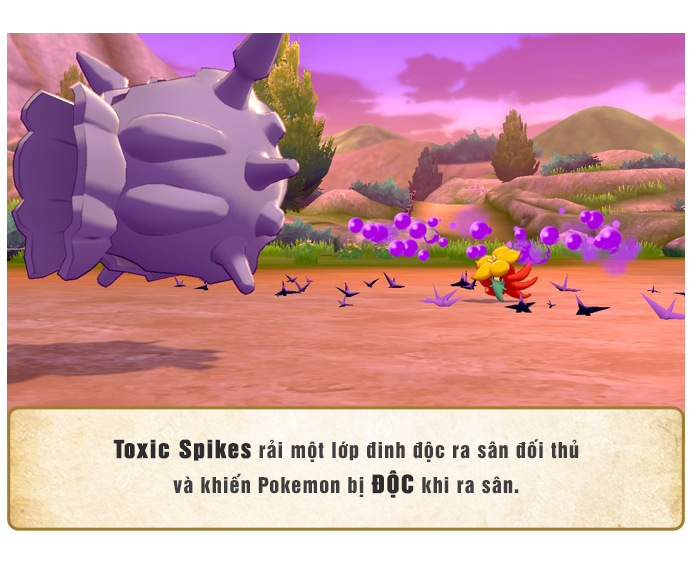 Toxic Spikes rải một lớp đinh độc ra sân đối thủ
và khiến Pokemon bị ĐỘC khi ra sân.